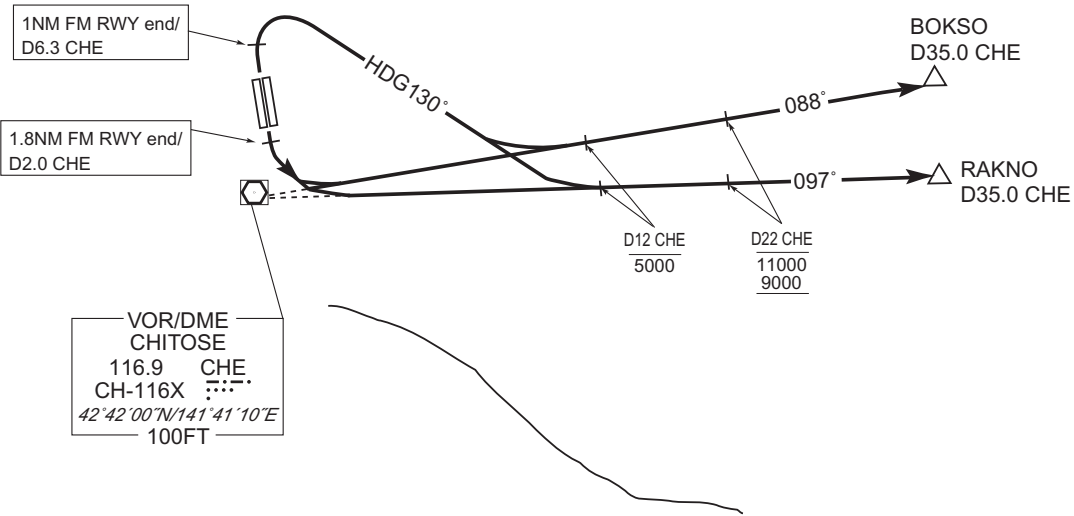 1NM FM RWY end/
D6.3 CHE
HDG130°
BOKSO
D35.0 CHE
088°
1.8NM FM RWY end/
D2.0 CHE
097°
RAKNO
D35.0 CHE
D12 CHE
5000
D22 CHE
11000
9000
VOR/DME
CHITOSE
116.9 CHE
CH-116X
42°42´00˝N/141°41´10˝E
100FT